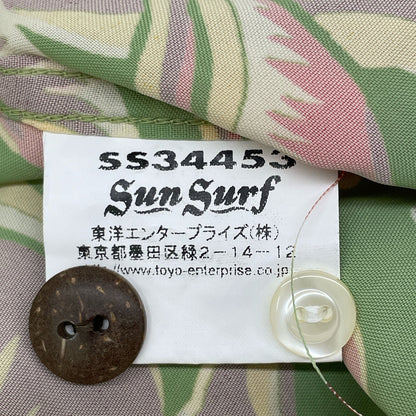 SS34453
Sun Surf
東洋エンタープライズ(株)
東京都墨田区緑2-14-12
http://www.toyo-enterprise.co.jp